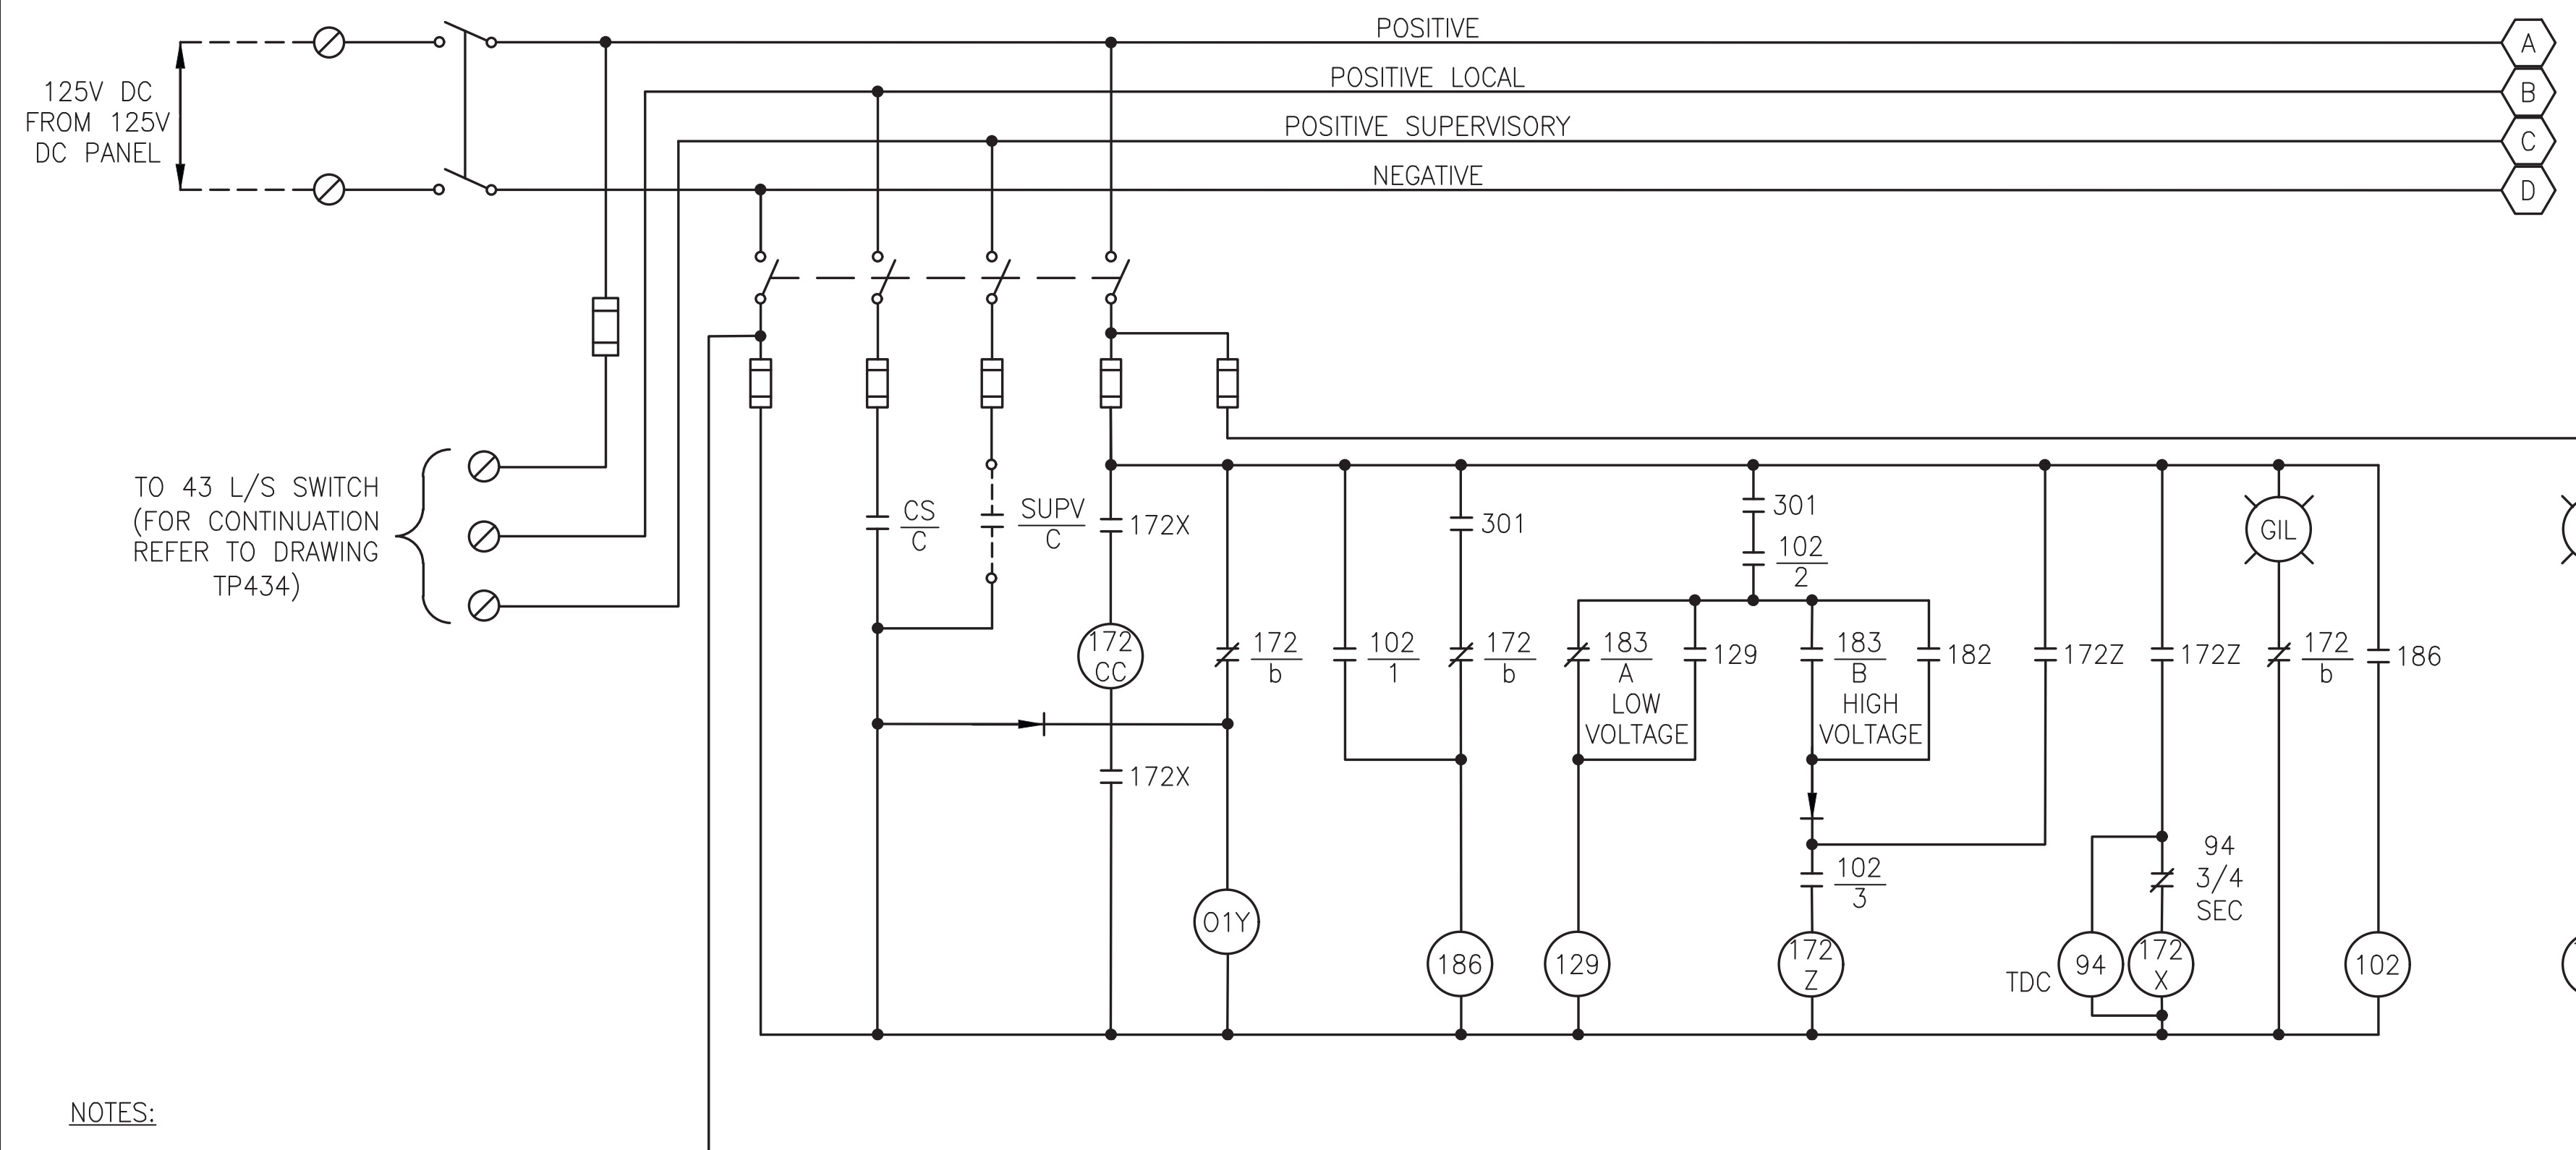 POSITIVE
A
POSITIVE LOCAL
B
POSITIVE SUPERVISORY
C
NEGATIVE
D
125V DC
FROM 125V
DC PANEL
TO 43 L/S SWITCH
(FOR CONTINUATION
REFER TO DRAWING
TP434)
CS
C
SUPV
C
172X
172
CC
172X
172
b
01Y
102
1
301
172
b
186
183
A
LOW
VOLTAGE
129
129
301
102
2
183
B
HIGH
VOLTAGE
182
102
3
172
Z
172Z
172Z
94
3/4
SEC
TDC
94
172
X
GIL
172
b
186
102
NOTES: